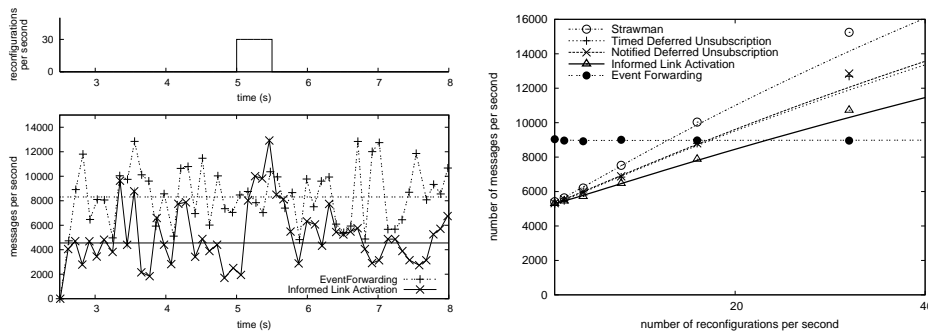 reconfigurations
per second
30
0
3
4
5
6
7
8
time (s)
messages per second
14000
12000
10000
8000
6000
4000
2000
0
EventForwarding
Informed Link Activation
3
4
5
6
7
8
time (s)
number of messages per second
16000
14000
12000
10000
8000
6000
4000
2000
0
Strawman
Timed Deferred Unsubscription
Notified Deferred Unsubscription
Informed Link Activation
Event Forwarding
20
40
number of reconfigurations per second